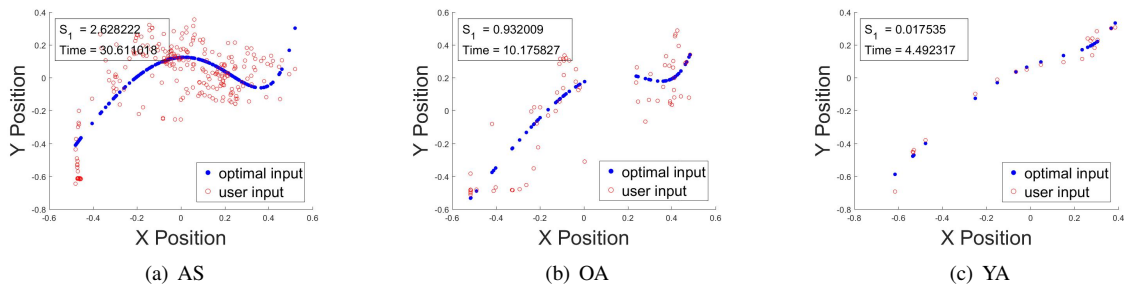 S1 = 2.628222
Time = 30.611018
0.6
0.4
0.2
0
-0.2
-0.4
-0.6
-0.8
Y Position
optimal input
user input
-0.6 -0.4 -0.2 0 0.2 0.4 0.6
X Position
(a) AS
S1 = 0.932009
Time = 10.175827
0.6
0.4
0.2
0
-0.2
-0.4
-0.6
Y Position
optimal input
user input
-0.6 -0.4 -0.2 0 0.2 0.4 0.6
X Position
(b) OA
S1 = 0.017535
Time = 4.492317
0.4
0.2
0
-0.2
-0.4
-0.6
-0.8
Y Position
optimal input
user input
-0.8 -0.6 -0.4 -0.2 0 0.2 0.4
X Position
(c) YA